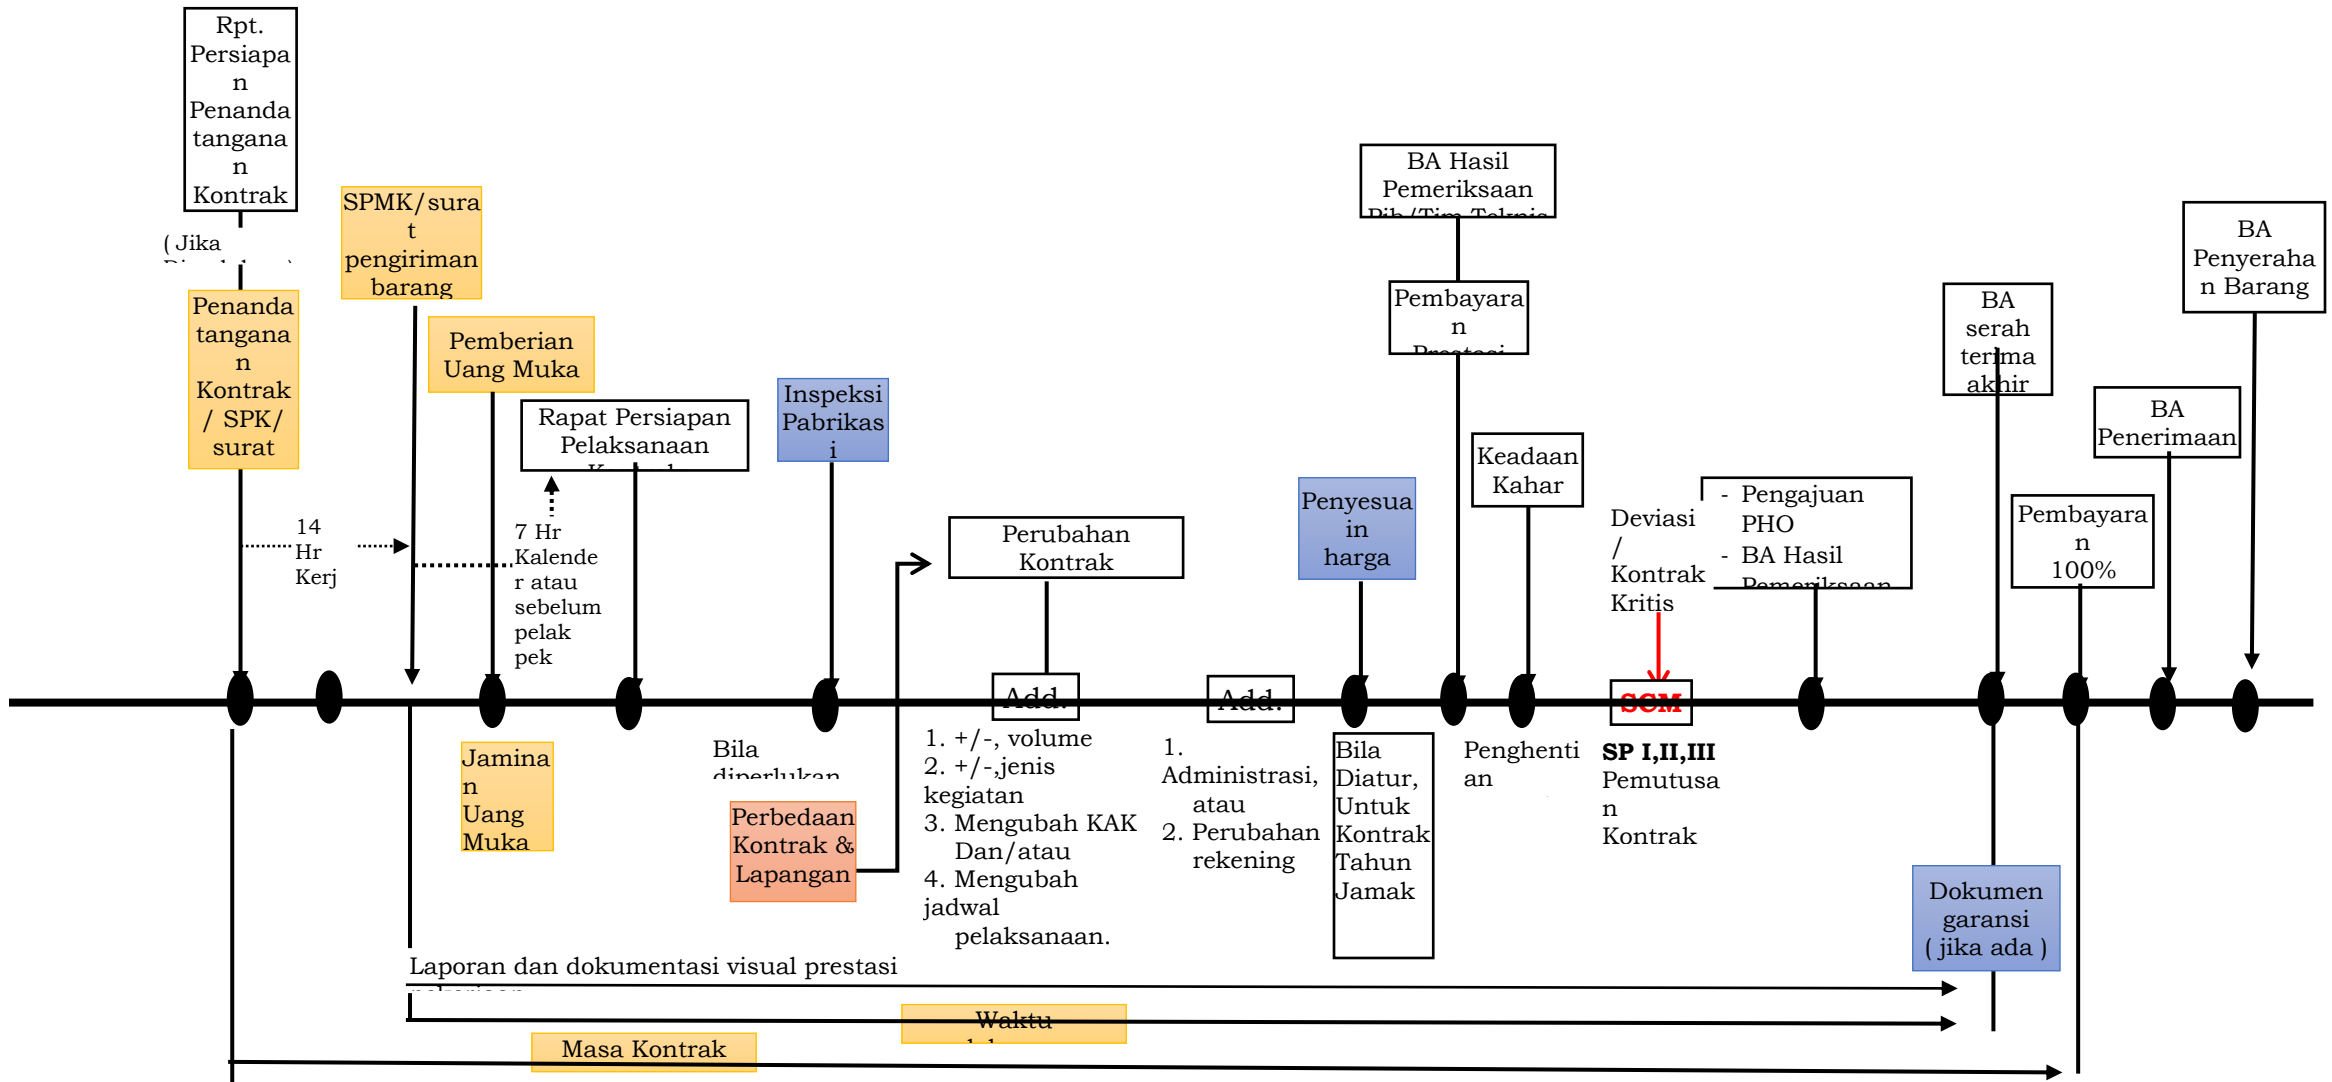 Rpt.
Persiapa
n
Penanda
tangana
n
Kontrak
( Jika
Penanda
tangana
n
Kontrak
/ SPK/
surat
SPMK/sura
t
pengiriman
barang
Pemberian
Uang Muka
Rapat Persiapan
Pelaksanaan
14
Hr
Kerj
7 Hr
Kalende
r atau
sebelum
pelak
pek
Inspeksi
Pabrikas
i
Perubahan
Kontrak
BA Hasil
Pemeriksaan
Pjb/Tim Teknis
Pembayara
n
Prestasi
Keadaan
Kahar
Penyesua
in
harga
Deviasi
/
Kontrak
Kritis
- Pengajuan
PHO
- BA Hasil
Pemeriksaan
BA
serah
terima
akhir
Pembayara
n
100%
BA
Penerimaan
BA
Penyeraha
n Barang
Add.
Add.
SCM
Jamina
n
Uang
Muka
Bila
diperlukan
Perbedaan
Kontrak &
Lapangan
1. +/-, volume
2. +/-,jenis
kegiatan
3. Mengubah KAK
Dan/atau
4. Mengubah
jadwal
pelaksanaan.
1.
Administrasi,
atau
2. Perubahan
rekening
Bila
Diatur,
Untuk
Kontrak
Tahun
Jamak
Penghenti
an
SP I,II,III
Pemutusa
n
Kontrak
Dokumen
garansi
( jika ada )
Laporan dan dokumentasi visual prestasi
Waktu
Masa Kontrak